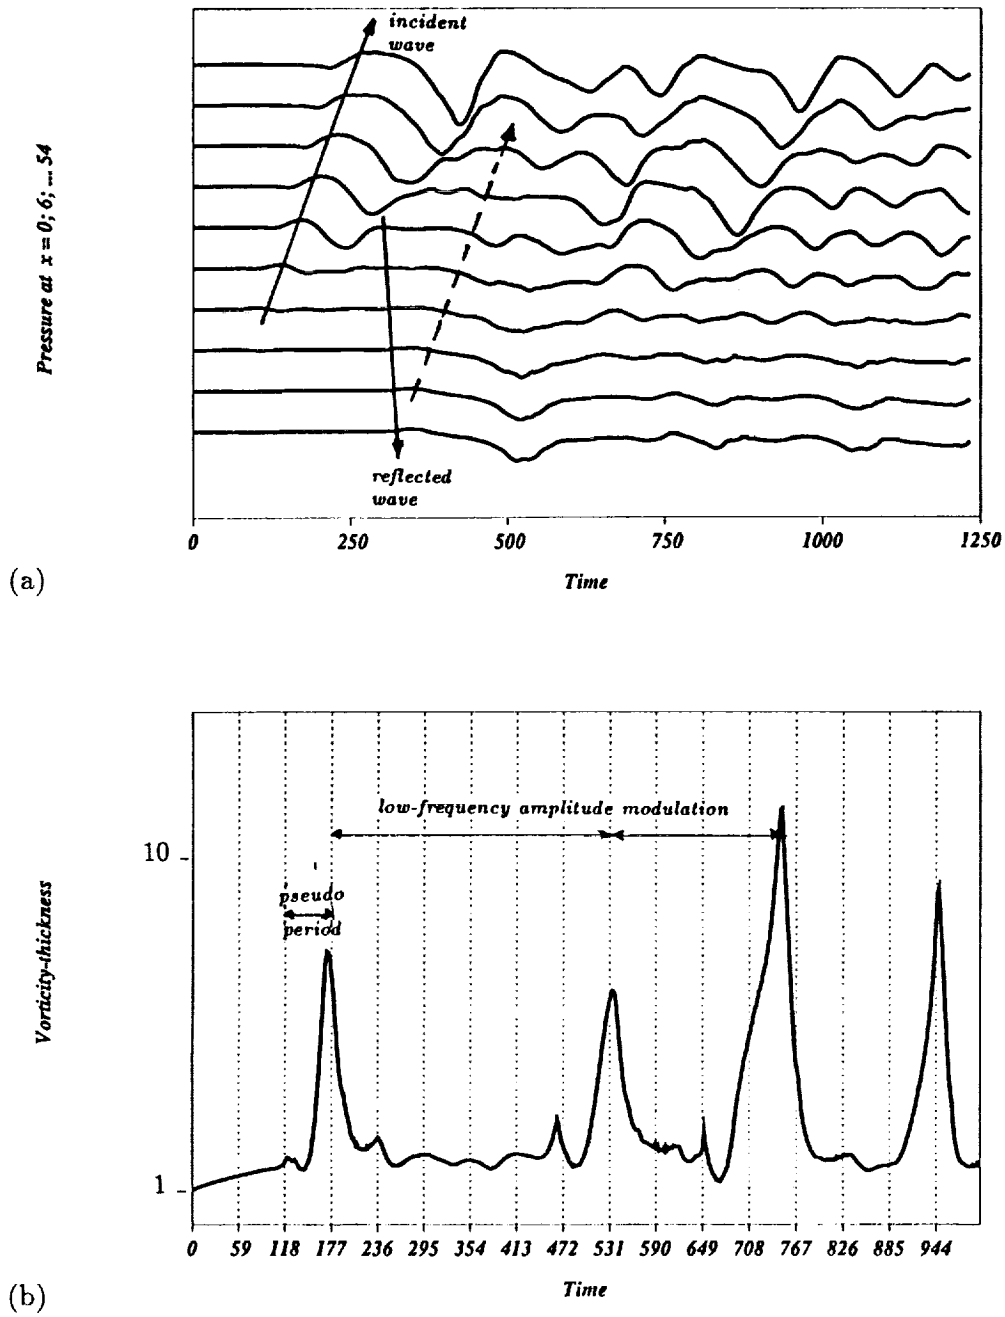 incident
wave
Pressure at x = 0; 6; ... 54
reflected
wave
0 250 500 750 1000 1250
Time
(a)
low-frequency amplitude modulation
10
pseudo
period
Vorticity-thickness
1
0 59 118 177 236 295 354 413 472 531 590 649 708 767 826 885 944
Time
(b)